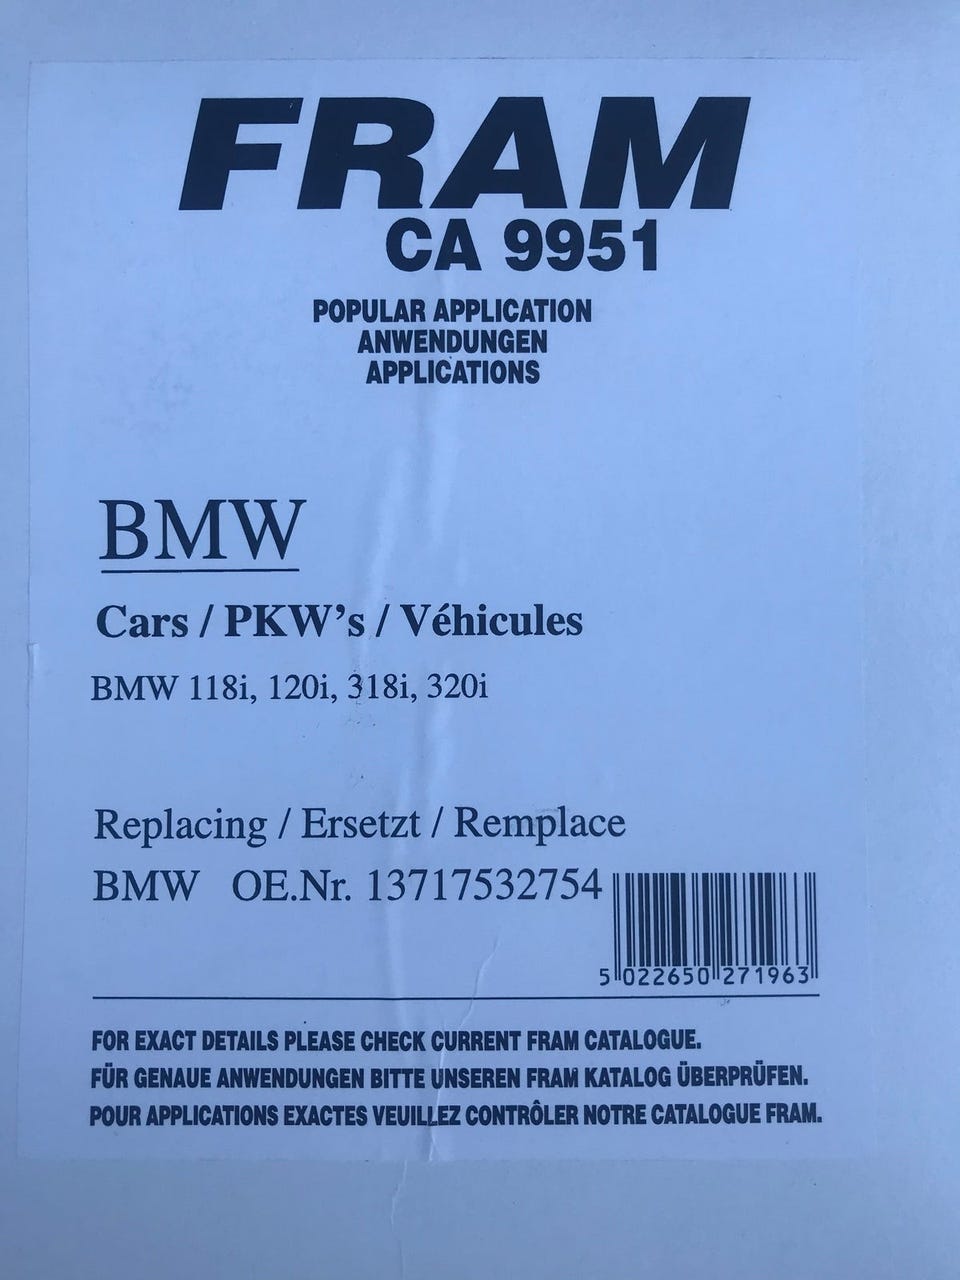 FRAM
CA 9951
POPULAR APPLICATION
ANWENDUNGEN
APPLICATIONS
BMW
Cars / PKW's / Véhicules
BMW 118i, 120i, 318i, 320i
Replacing / Ersetzt / Remplace
BMW OE.Nr. 13717532754
5 022650 271963
FOR EXACT DETAILS PLEASE CHECK CURRENT FRAM CATALOGUE.
FÜR GENAUE ANWENDUNGEN BITTE UNSEREN FRAM KATALOG ÜBERPRÜFEN.
POUR APPLICATIONS EXACTES VEUILLEZ CONTRÔLER NOTRE CATALOGUE FRAM.